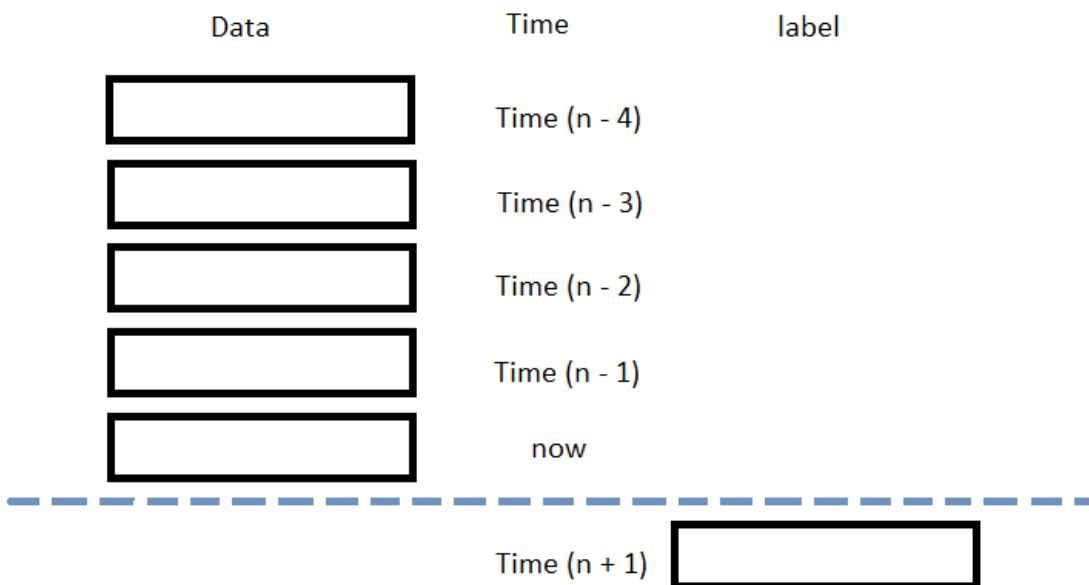 Data Time label
Time (n - 4)
Time (n - 3)
Time (n - 2)
Time (n - 1)
now
Time (n + 1)